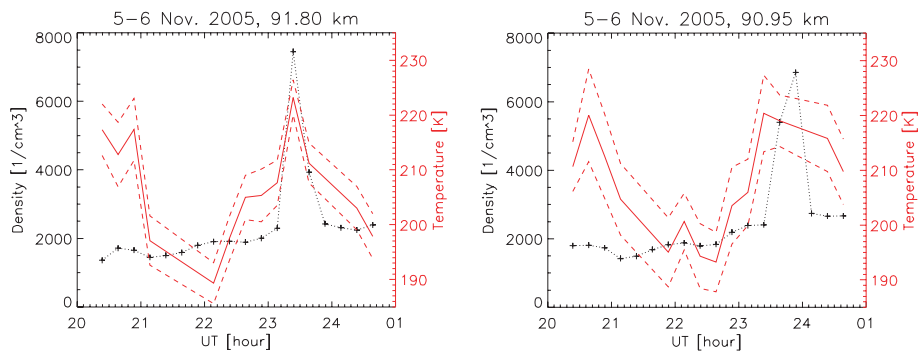 5-6 Nov. 2005, 91.80 km
8000
6000
4000
2000
0
Density [1/cm^3]
230
220
210
200
190
Temperature [K]
20 21 22 23 24 01
UT [hour]
5-6 Nov. 2005, 90.95 km
8000
6000
4000
2000
0
Density [1/cm^3]
230
220
210
200
190
Temperature [K]
20 21 22 23 24 01
UT [hour]